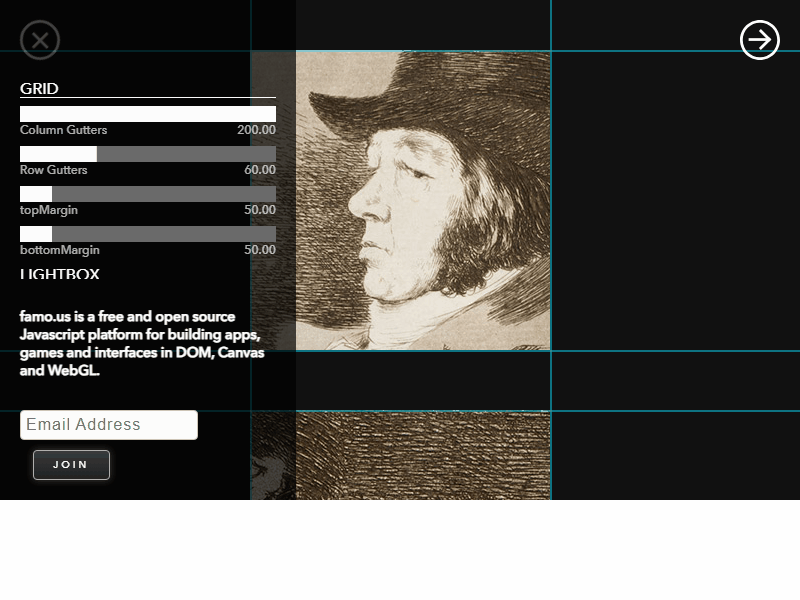 GRID
Column Gutters 200.00
Row Gutters 60.00
topMargin 50.00
bottomMargin 50.00
LIGHTBOX
famo.us is a free and open source
Javascript platform for building apps,
games and interfaces in DOM, Canvas
and WebGL.
Email Address
JOIN